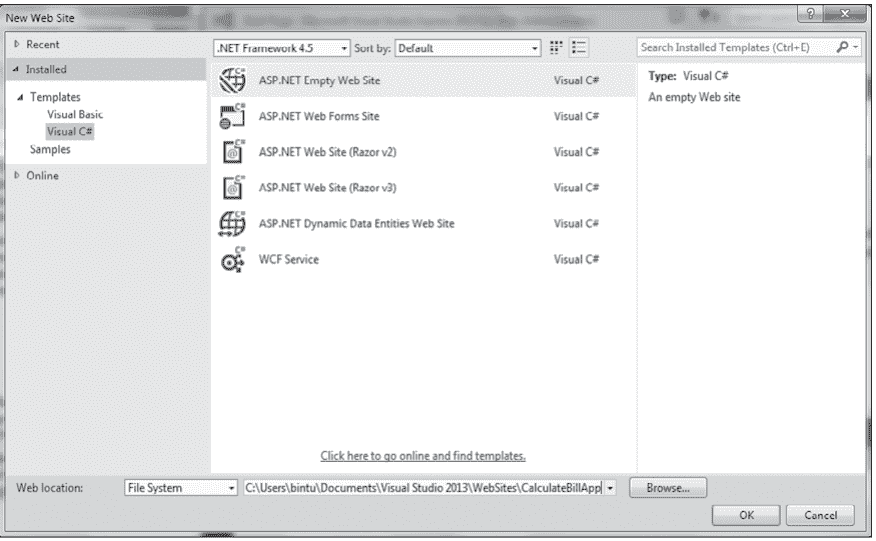 New Web Site
Recent
.NET Framework 4.5 Sort by: Default
Search Installed Templates (Ctrl+E)
Installed
Templates
Visual Basic
Visual C#
Samples
Online
ASP.NET Empty Web Site Visual C#
ASP.NET Web Forms Site Visual C#
ASP.NET Web Site (Razor v2) Visual C#
ASP.NET Web Site (Razor v3) Visual C#
ASP.NET Dynamic Data Entities Web Site Visual C#
WCF Service Visual C#
Type: Visual C#
An empty Web site
Click here to go online and find templates.
Web location: File System C:\Users\bintu\Documents\Visual Studio 2013\WebSites\CalculateBillApp Browse...
OK Cancel